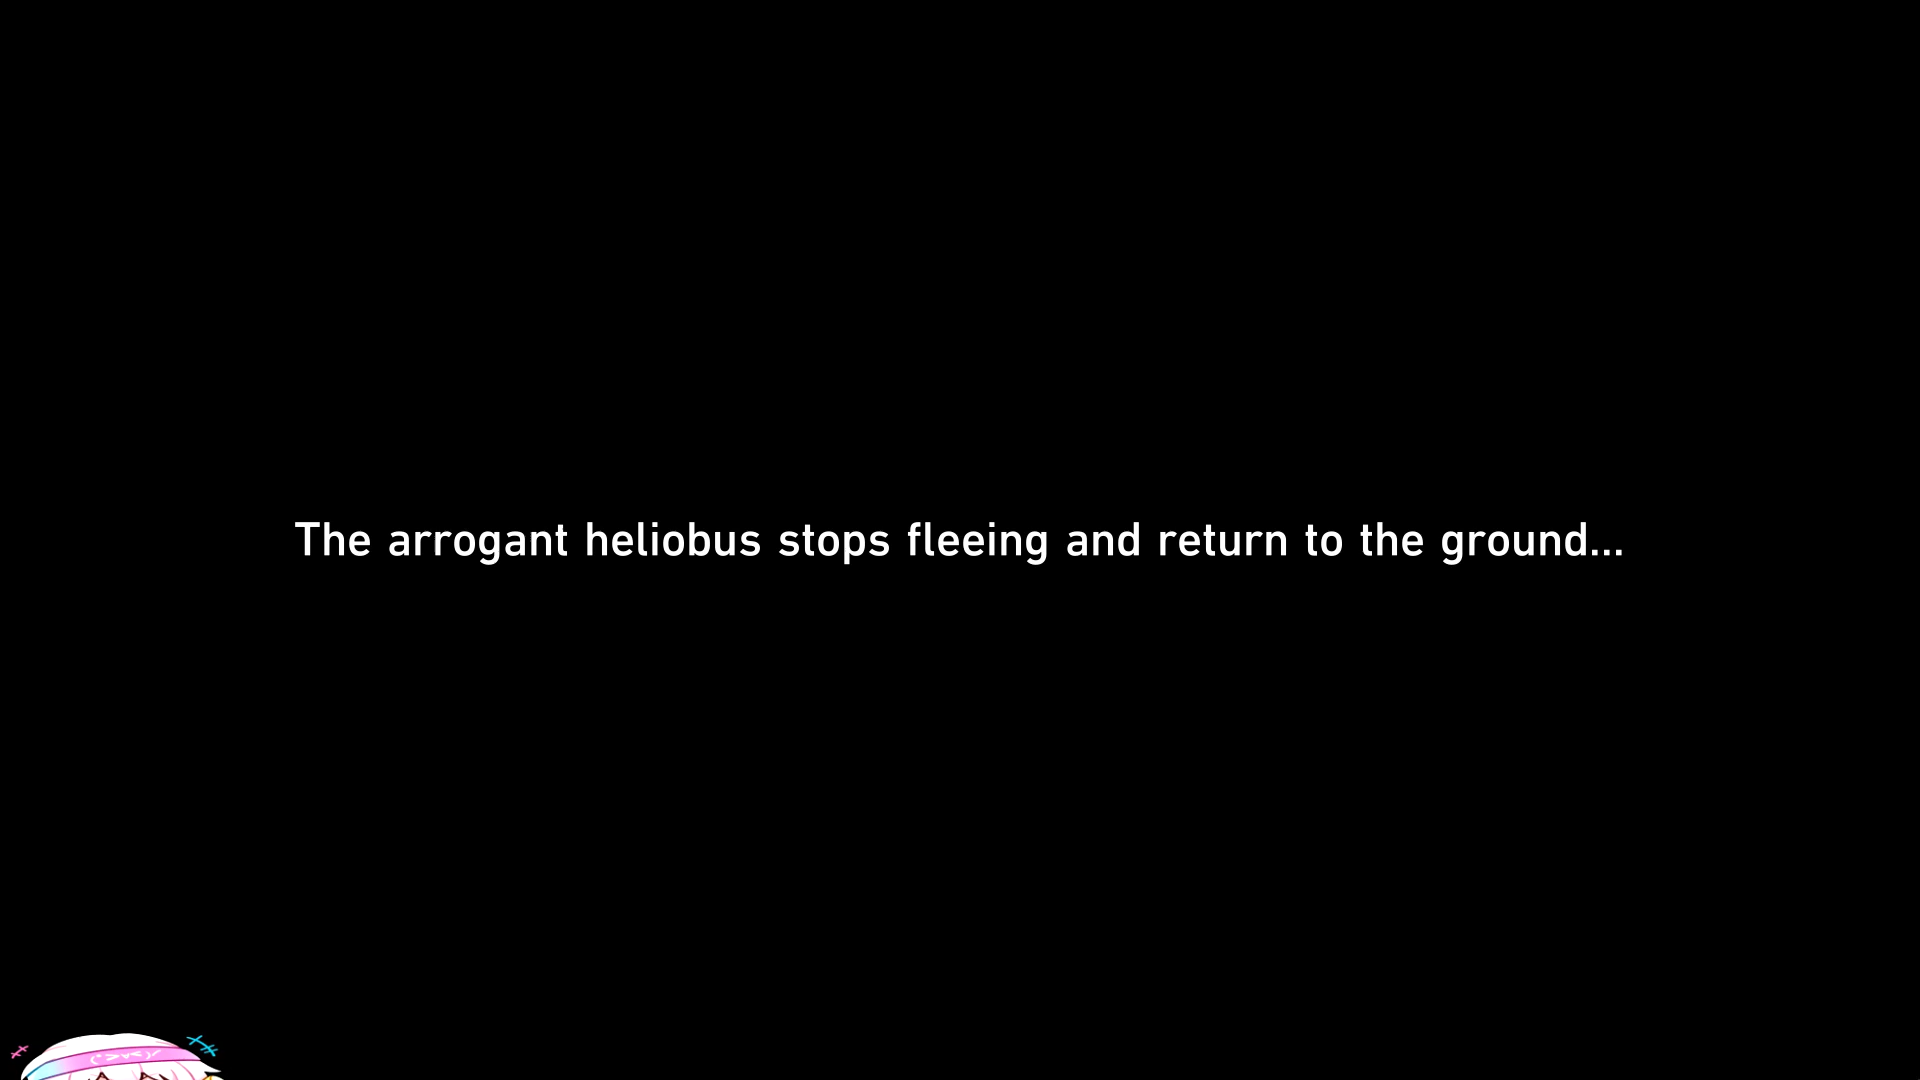 The arrogant heliobus stops fleeing and return to the ground...